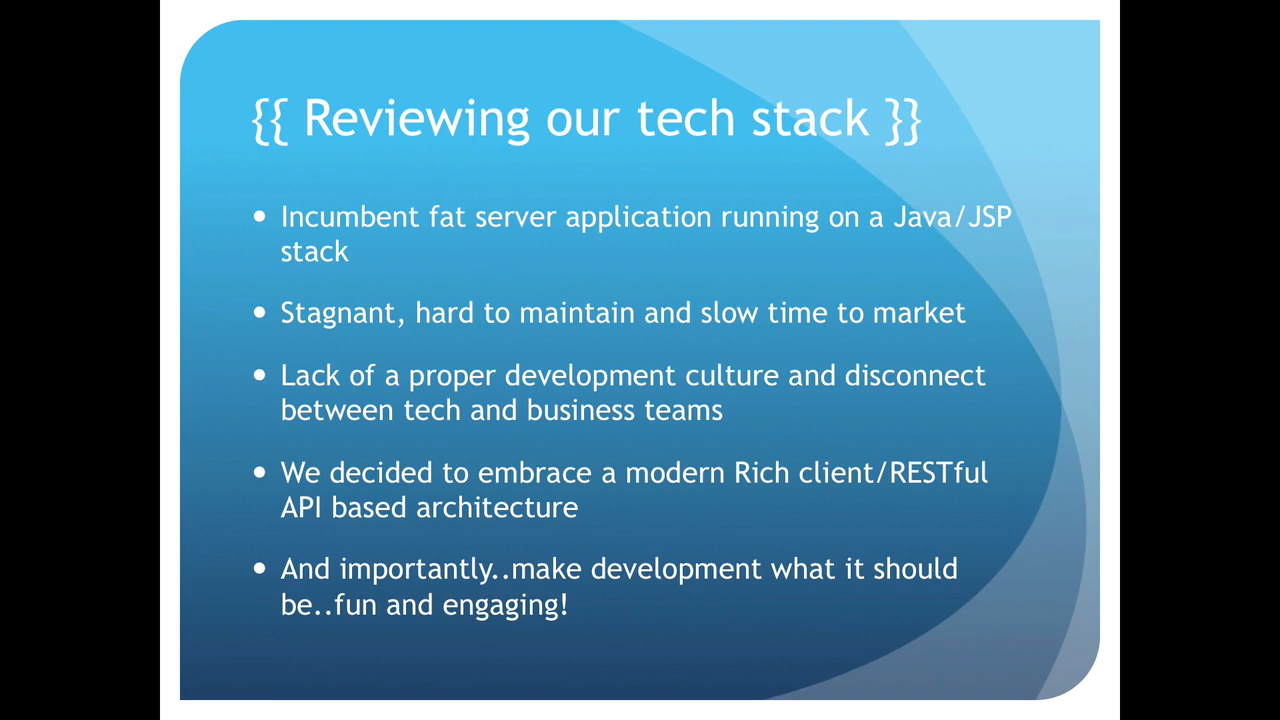 {{ Reviewing our tech stack }}
• Incumbent fat server application running on a Java/JSP
stack
• Stagnant, hard to maintain and slow time to market
• Lack of a proper development culture and disconnect
between tech and business teams
• We decided to embrace a modern Rich client/RESTful
API based architecture
• And importantly..make development what it should
be..fun and engaging!